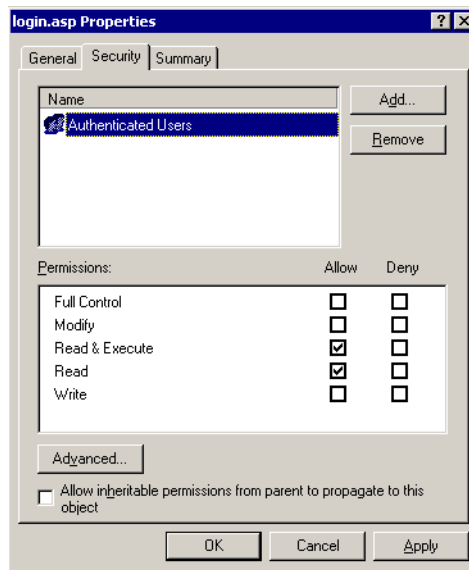 login.asp Properties
General Security Summary
Name
Add...
Authenticated Users
Remove
Permissions: Allow Deny
Full Control
Modify
Read & Execute
Read
Write
Advanced...
Allow inheritable permissions from parent to propagate to this
object
OK Cancel Apply